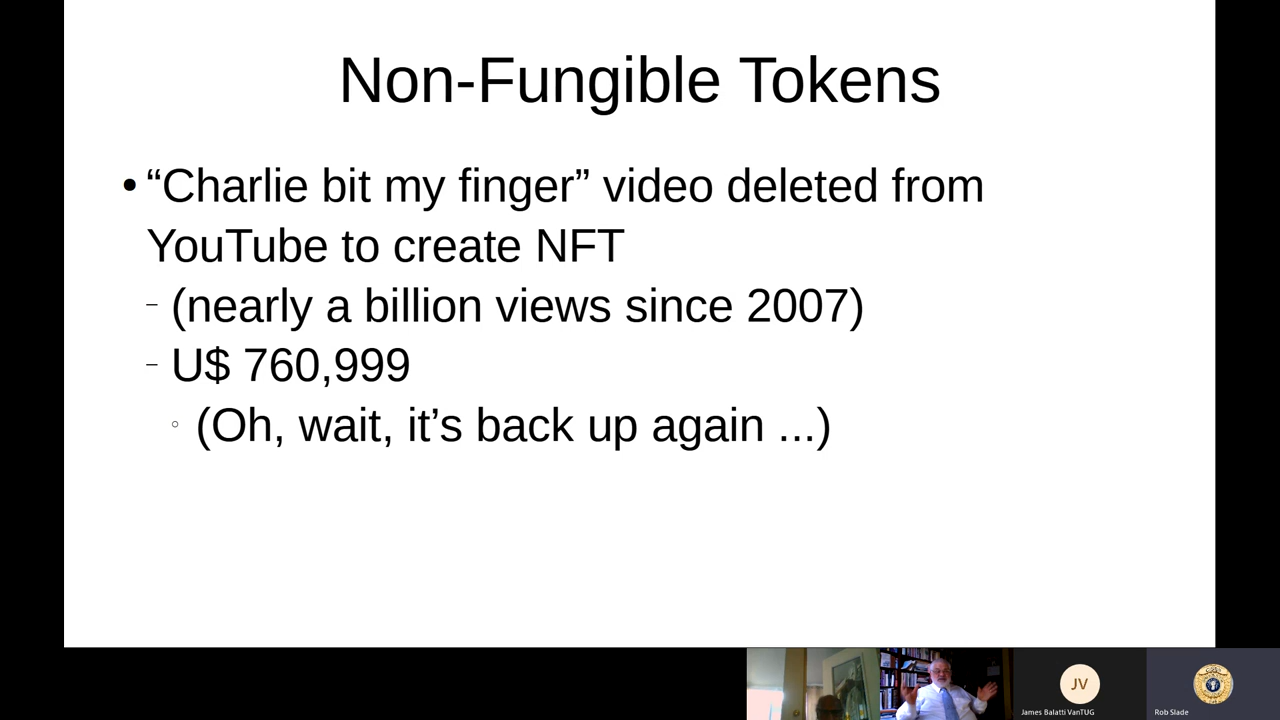 Non-Fungible Tokens
• “Charlie bit my finger” video deleted from
YouTube to create NFT
– (nearly a billion views since 2007)
– U$ 760,999
◦ (Oh, wait, it’s back up again ...)
JV
James Balatti VanTUG
Rob Slade